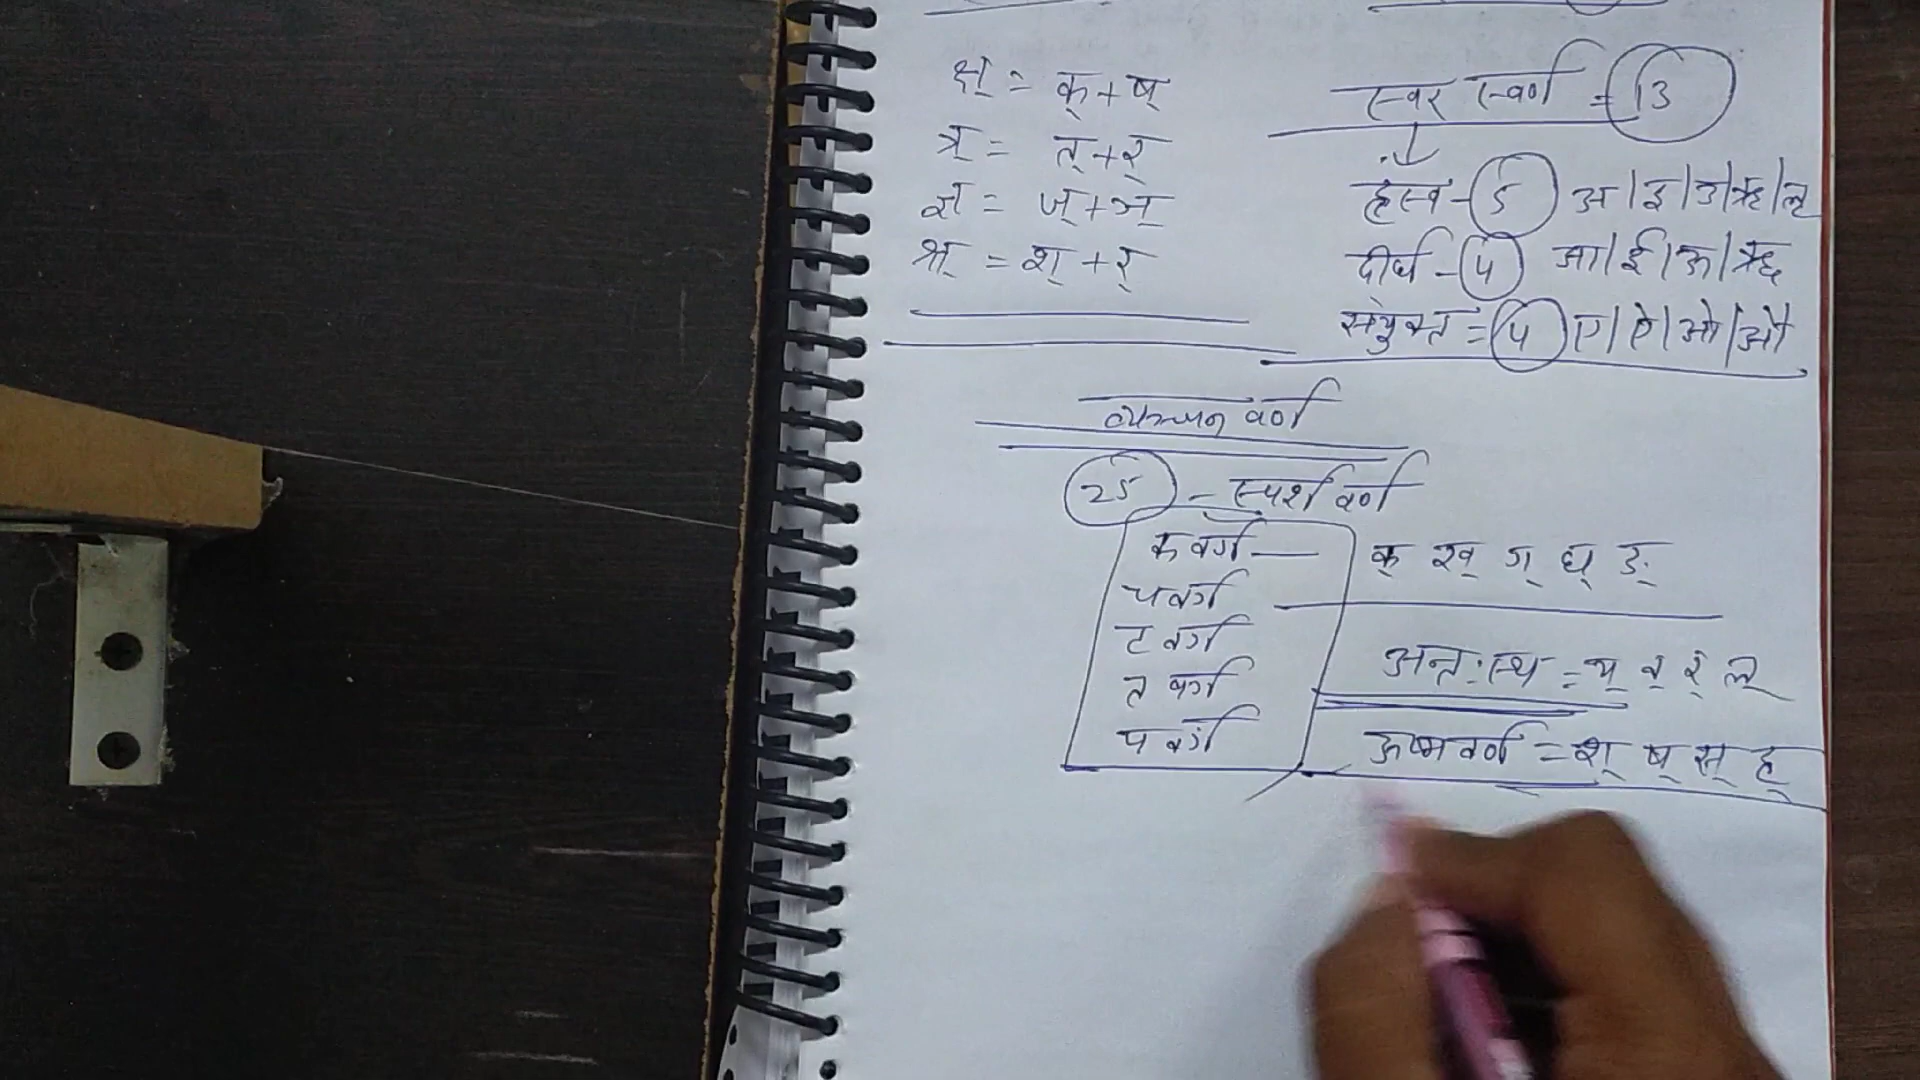 क्ष् = क् + ष्
त्र् = त् + र्
ज्ञ् = ज् + ञ्
श्र् = श् + र्
स्वर स्वर्ण = 13
ह्रस्व - 5 अ|इ|उ|ऋ|लृ
दीर्घ - 4 आ|ई|ऊ|ॠ
संयुक्त = 4 ए|ऐ|ओ|औ
व्यञ्जन वर्ण
25 - स्पर्श वर्ण
क वर्ग — क् ख् ग् घ् ङ्
च वर्ग
ट वर्ग
त वर्ग
प वर्ग
अन्तःस्थ = य् व् र् ल्
ऊष्म वर्ण = श् ष् स् ह्